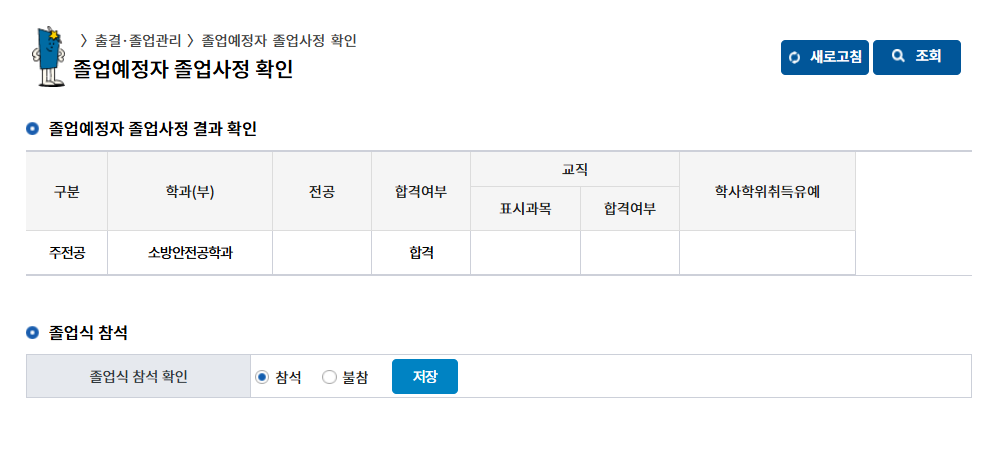 〉 출결·졸업관리 〉 졸업예정자 졸업사정 확인
졸업예정자 졸업사정 확인
새로고침 조회
졸업예정자 졸업사정 결과 확인
구분 학과(부) 전공 합격여부 교직 학사학위취득유예
표시과목 합격여부
주전공 소방안전공학과 합격
졸업식 참석
졸업식 참석 확인 참석 불참 저장